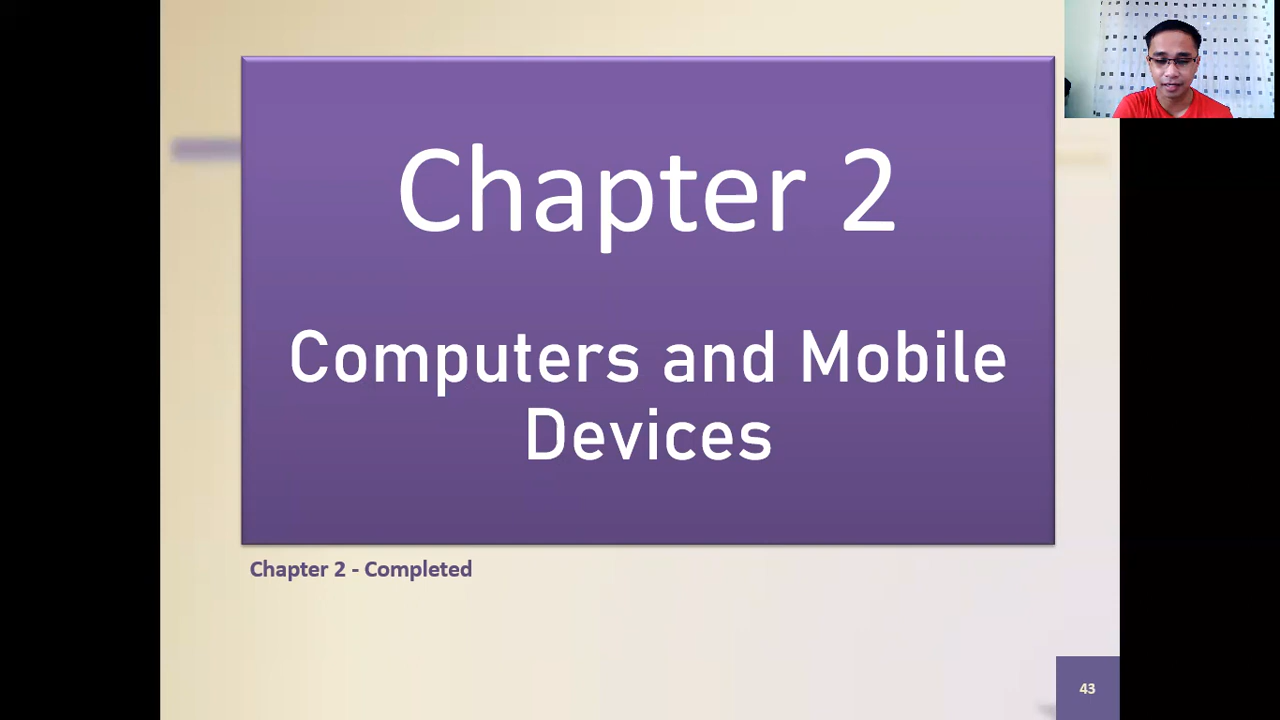 Chapter 2
Computers and Mobile
Devices
Chapter 2 - Completed
43